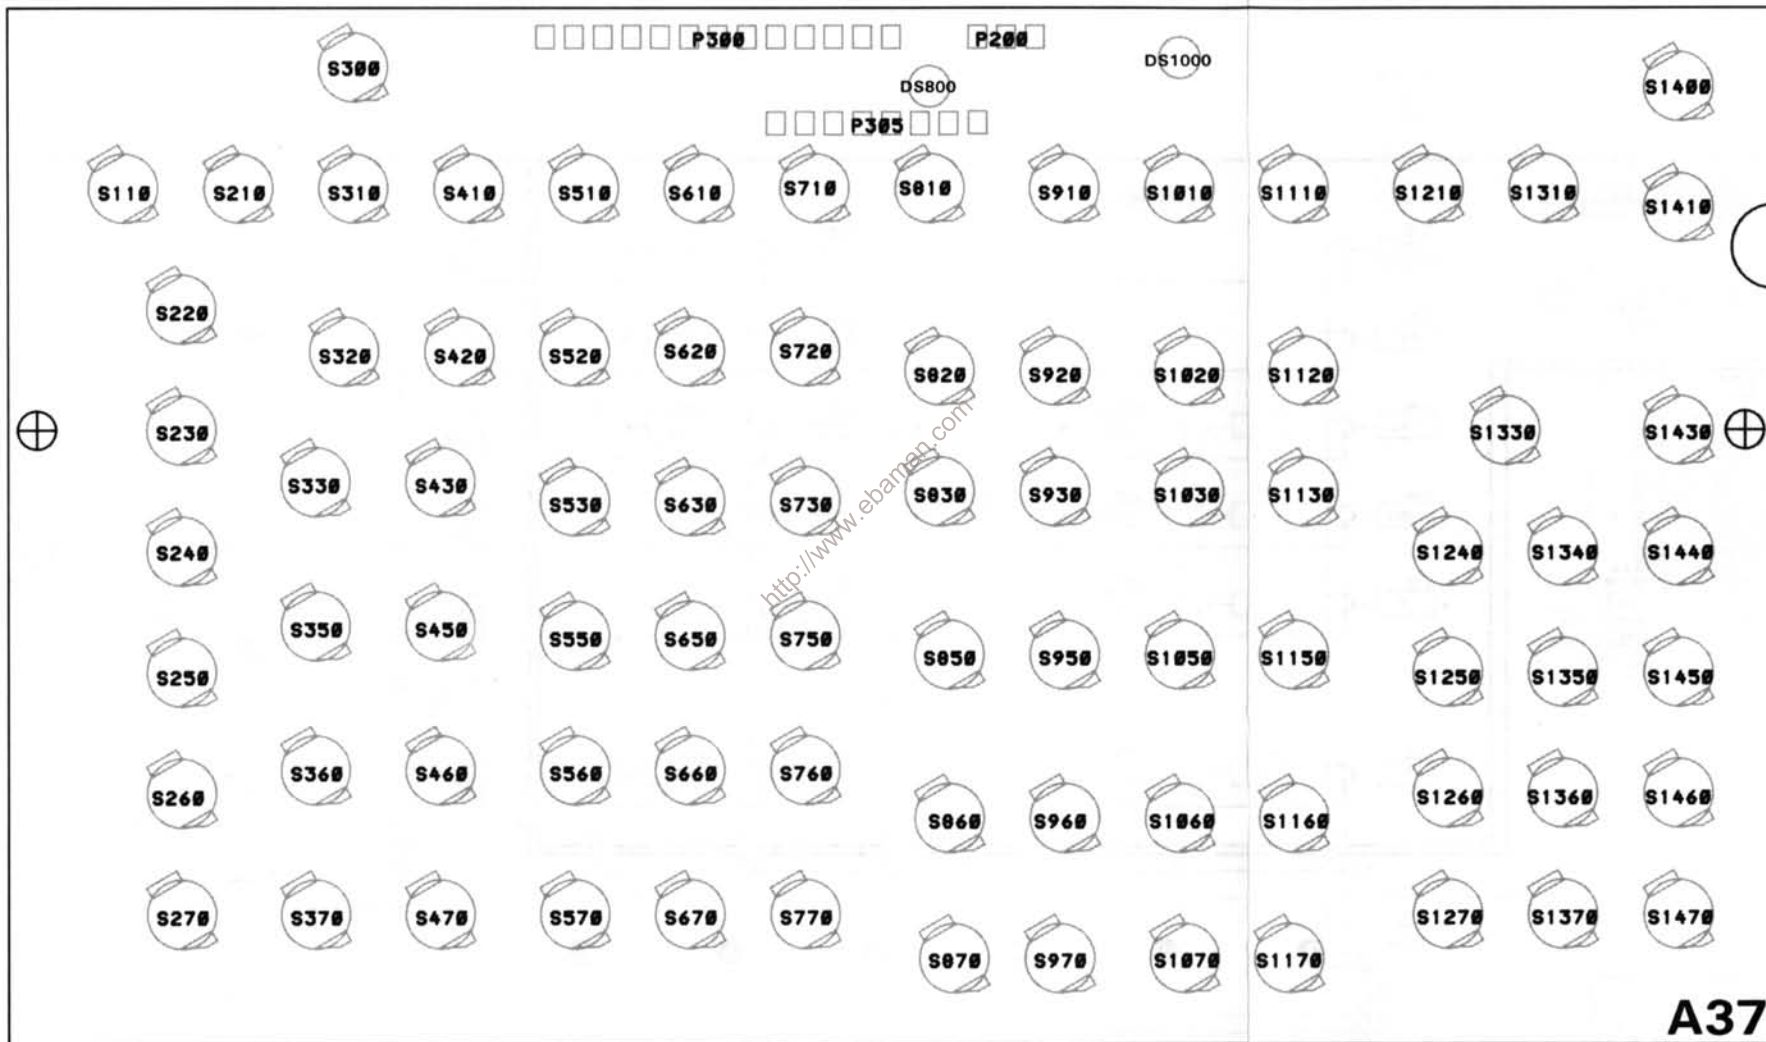 P300 P200
S300 DS1000
DS800 S1400
P305
S110 S210 S310 S410 S510 S610 S710 S810 S910 S1010 S1110 S1210 S1310 S1410
S220
S320 S420 S520 S620 S720
S820 S920 S1020 S1120
S230 S1330 S1430
S330 S430 S530 S630 S730 S830 S930 S1030 S1130
S240 S1240 S1340 S1440
http://www.ebaman.com
S350 S450 S550 S650 S750
S850 S950 S1050 S1150
S250 S1250 S1350 S1450
S360 S460 S560 S660 S760
S260 S1260 S1360 S1460
S860 S960 S1060 S1160
S270 S370 S470 S570 S670 S770 S1270 S1370 S1470
S870 S970 S1070 S1170
A37